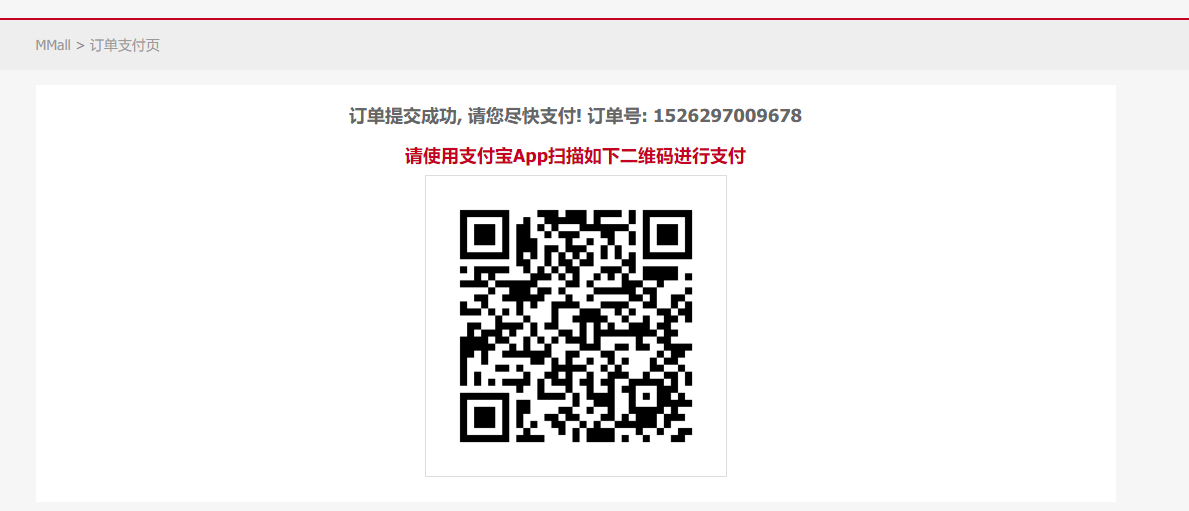 MMall > 订单支付页
订单提交成功, 请您尽快支付! 订单号: 1526297009678
请使用支付宝App扫描如下二维码进行支付